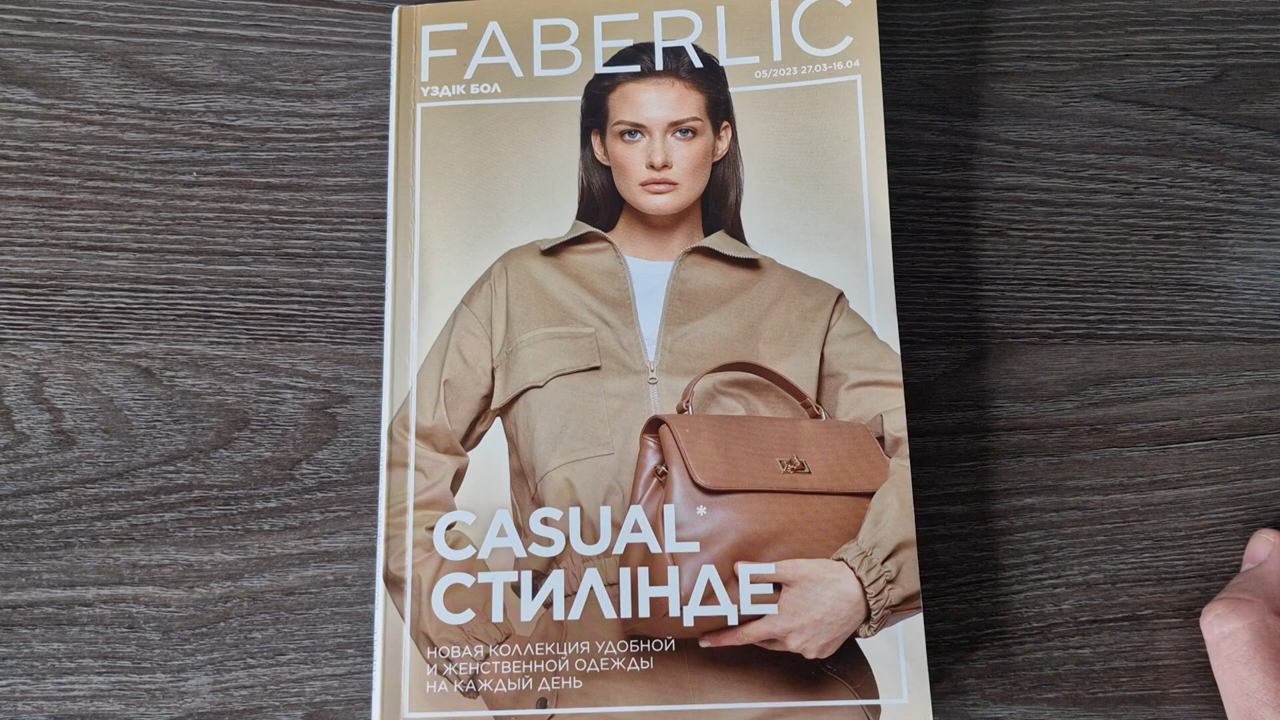 FABERLIC
ҮЗДІК БОЛ
05/2023 27.03-16.04
CASUAL*
СТИЛІНДЕ
НОВАЯ КОЛЛЕКЦИЯ УДОБНОЙ
И ЖЕНСТВЕННОЙ ОДЕЖДЫ
НА КАЖДЫЙ ДЕНЬ